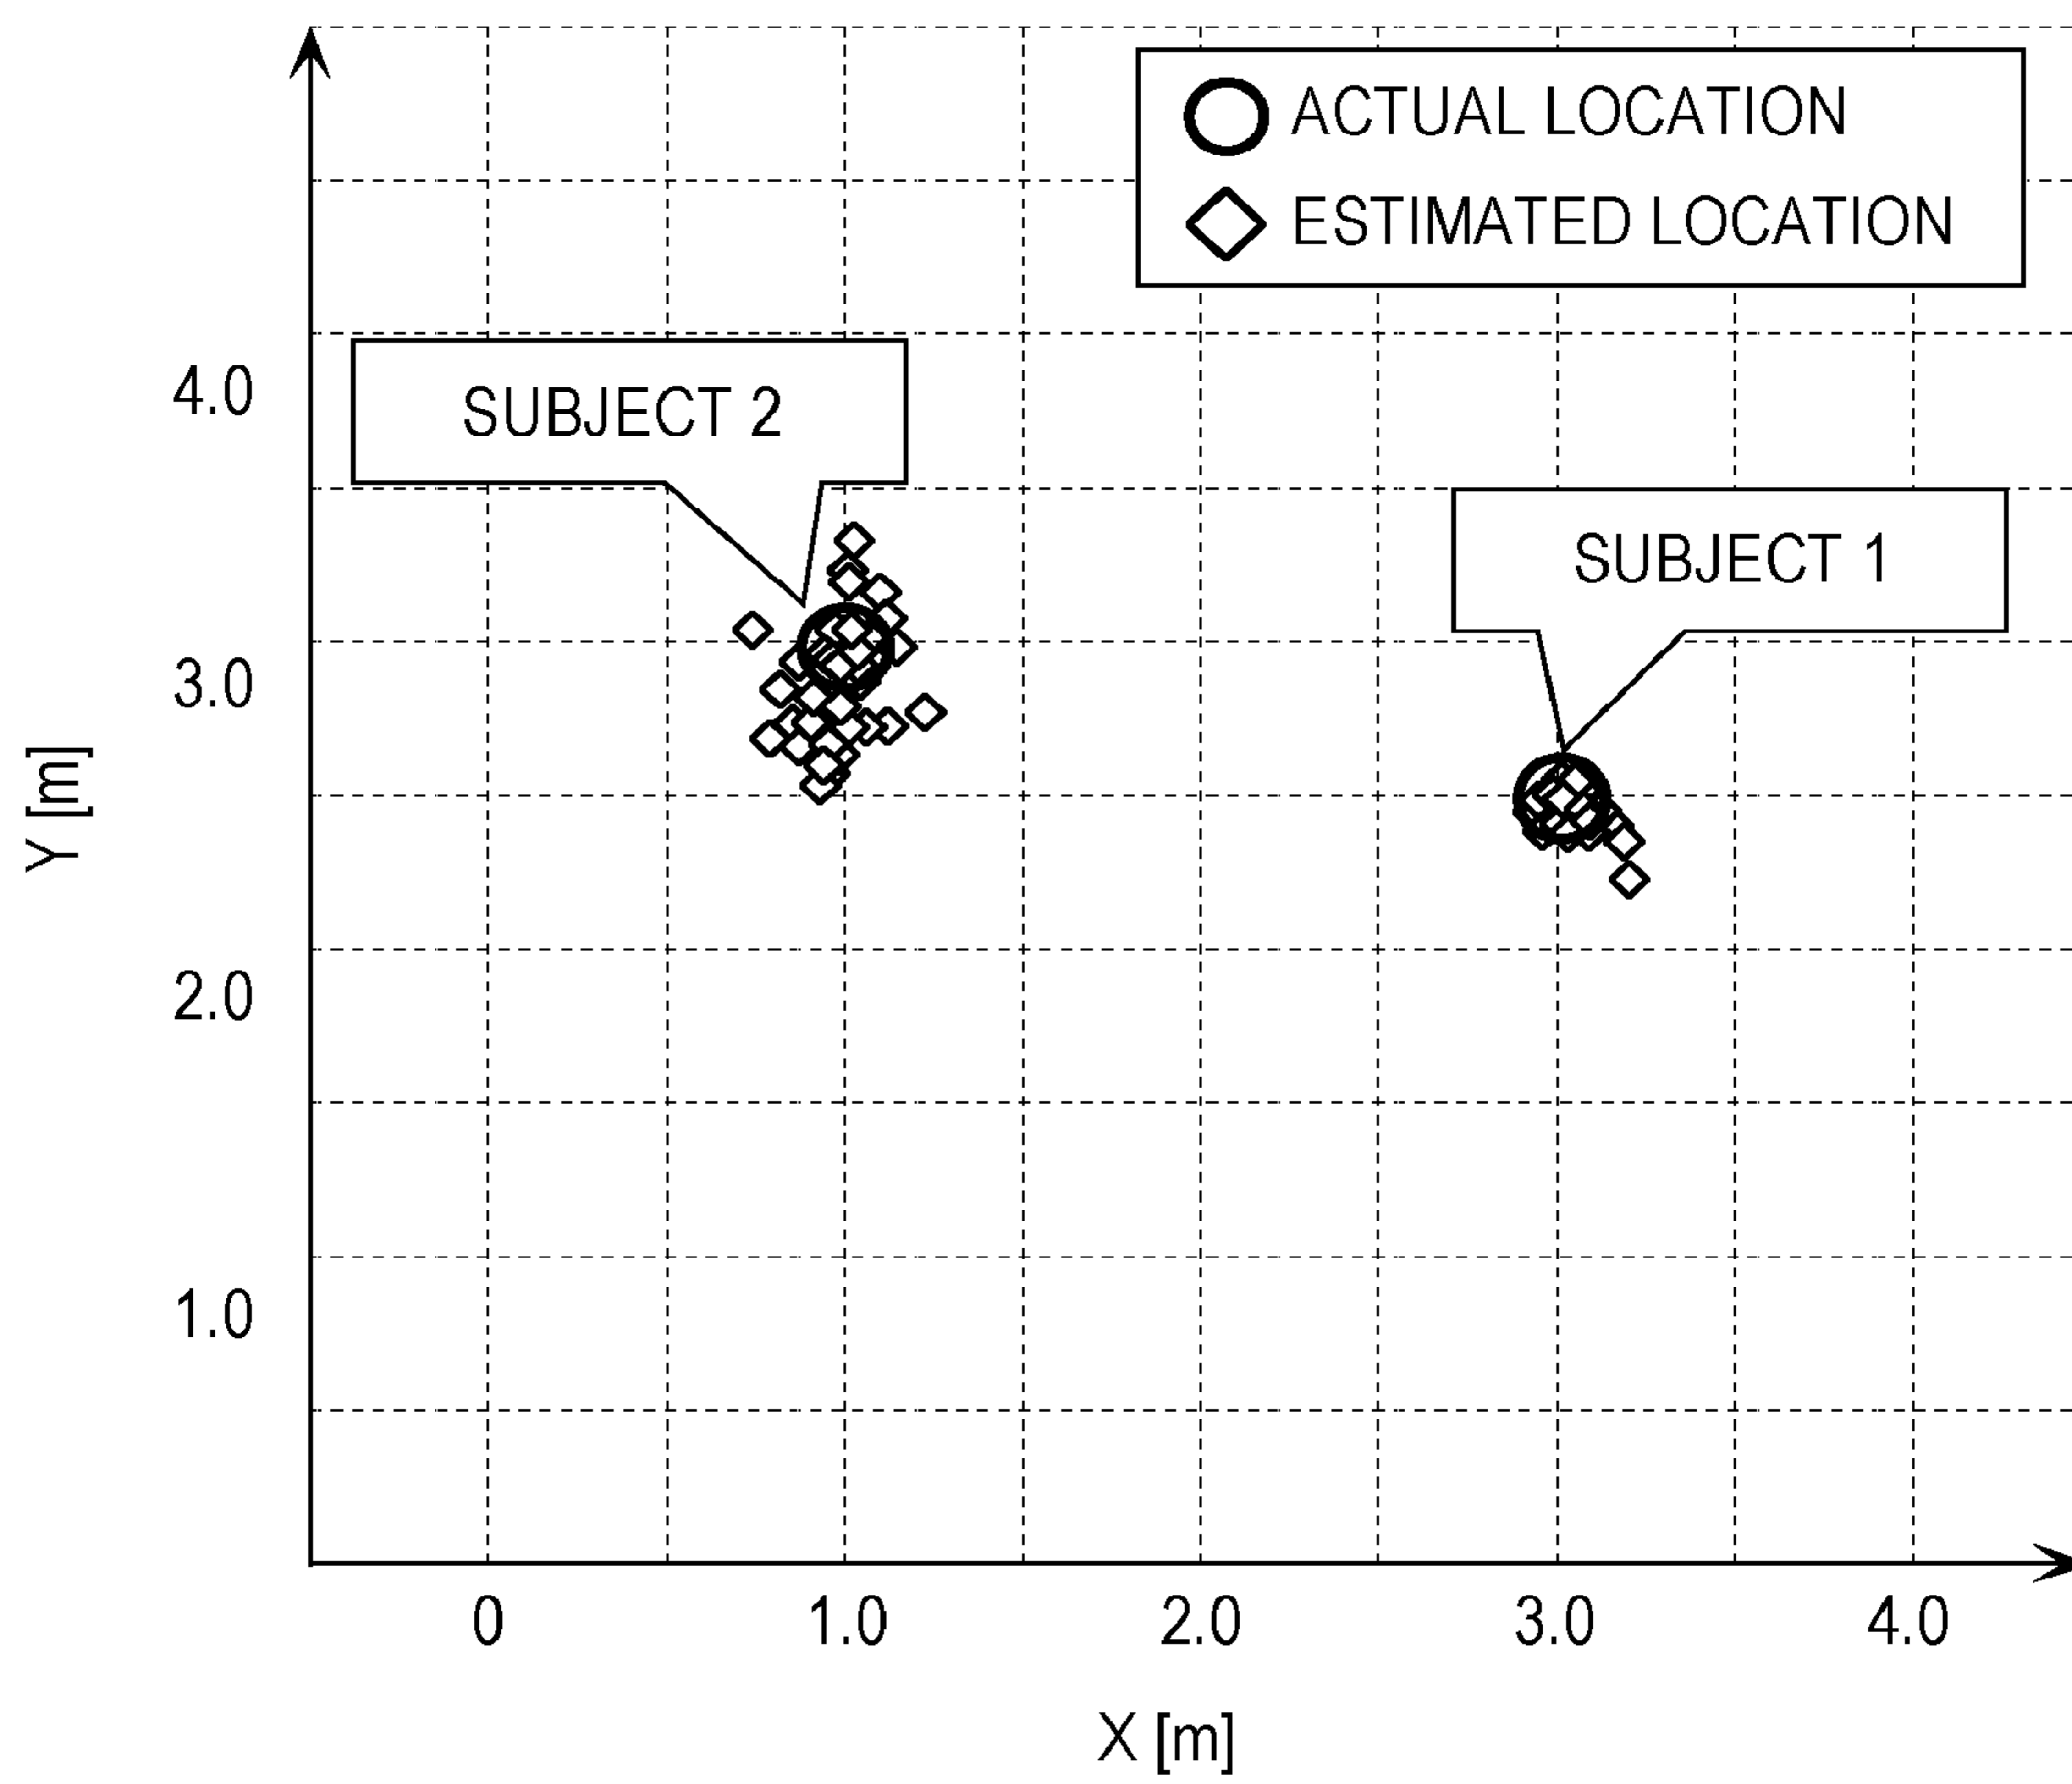 ACTUAL LOCATION
ESTIMATED LOCATION
4.0
SUBJECT 2
SUBJECT 1
3.0
Y [m]
2.0
1.0
0 1.0 2.0 3.0 4.0
X [m]